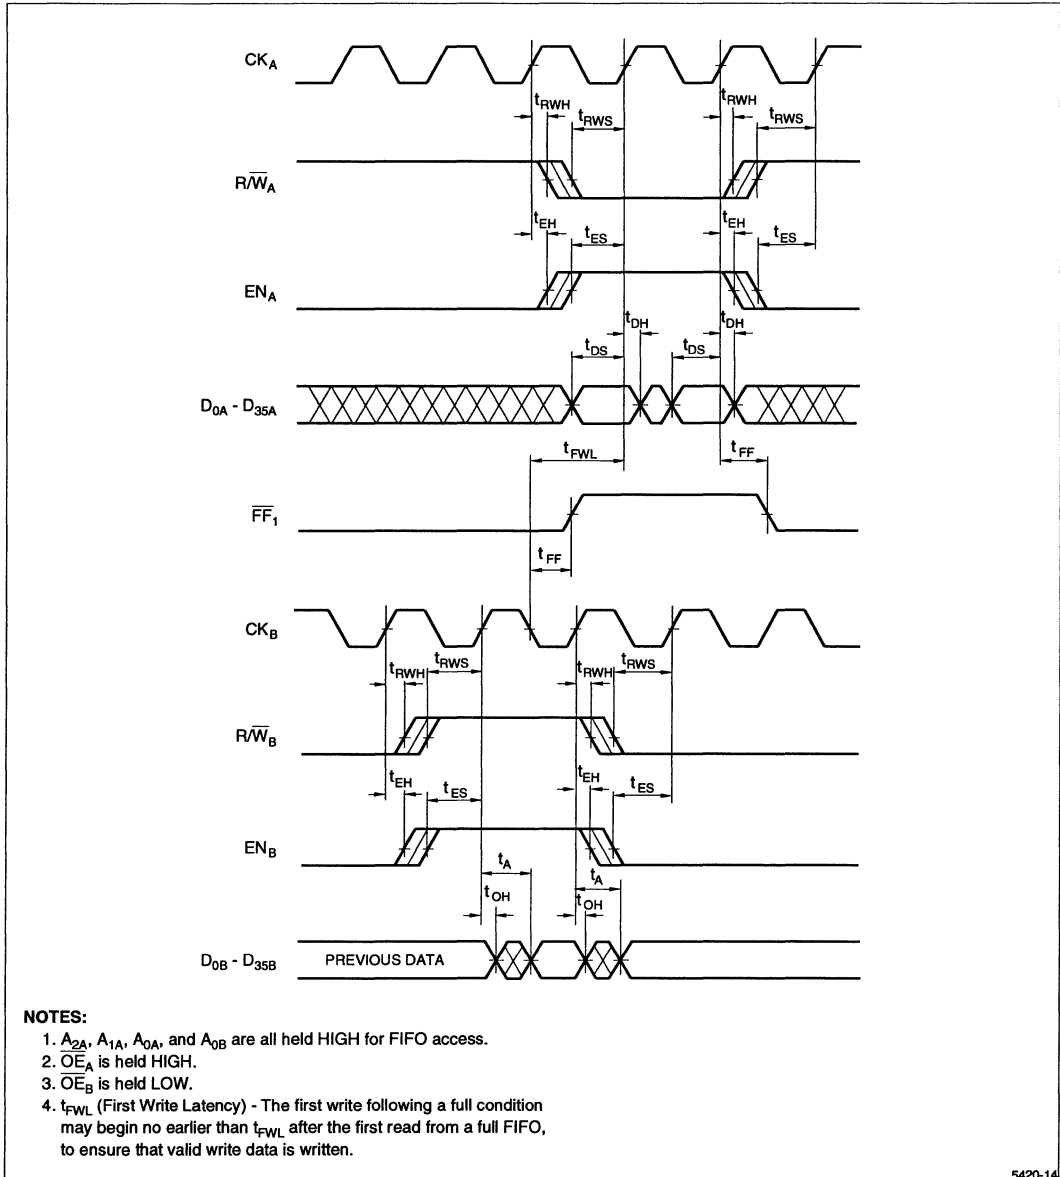 CKA
tRWH
tRWS
tRWH
tRWS
R/W̅A
tEH
tES
tEH
tES
ENA
tDH
tDH
tDS
tDS
D0A - D35A
tFWL
tFF
F̅F̅1
tFF
CKB
tRWH
tRWS
tRWH
tRWS
R/W̅B
tEH
tES
tEH
tES
ENB
tA
tA
tOH
tOH
D0B - D35B
PREVIOUS DATA
NOTES:
1. A2A, A1A, A0A, and A0B are all held HIGH for FIFO access.
2. O̅E̅A is held HIGH.
3. O̅E̅B is held LOW.
4. tFWL (First Write Latency) - The first write following a full condition
may begin no earlier than tFWL after the first read from a full FIFO,
to ensure that valid write data is written.
5420-14